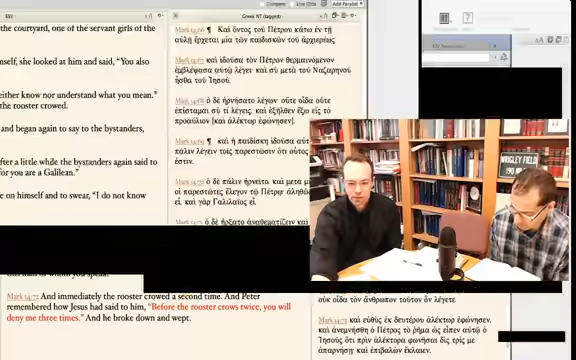 Compare
Live Click
Add Parallel
ESV
Greek NT (tagged)
the courtyard, one of the servant girls of the
nself, she looked at him and said, “You also
either know nor understand what you mean.”
the rooster crowed.
and began again to say to the bystanders,
after a little while the bystanders again said to
for you are a Galilean.”
e on himself and to swear, “I do not know
Mark 14:72 And immediately the rooster crowed a second time. And Peter
remembered how Jesus had said to him, “Before the rooster crows twice, you will
deny me three times.” And he broke down and wept.
Mark 14:66 ¶ Καὶ ὄντος τοῦ Πέτρου κάτω ἐν τῇ
αὐλῇ ἔρχεται μία τῶν παιδισκῶν τοῦ ἀρχιερέως
Mark 14:67 καὶ ἰδοῦσα τὸν Πέτρον θερμαινόμενον
ἐμβλέψασα αὐτῷ λέγει· καὶ σὺ μετὰ τοῦ Ναζαρηνοῦ
ἦσθα τοῦ Ἰησοῦ.
Mark 14:68 ὁ δὲ ἠρνήσατο λέγων· οὔτε οἶδα οὔτε
ἐπίσταμαι σὺ τί λέγεις. καὶ ἐξῆλθεν ἔξω εἰς τὸ
προαύλιον [καὶ ἀλέκτωρ ἐφώνησεν].
Mark 14:69 ¶ καὶ ἡ παιδίσκη ἰδοῦσα αὐτ
πάλιν λέγειν τοῖς παρεστῶσιν ὅτι οὗτος
ἐστιν.
Mark 14:70 ὁ δὲ πάλιν ἠρνεῖτο. καὶ μετὰ μ
οἱ παρεστῶτες ἔλεγον τῷ Πέτρῳ· ἀληθῶ
εἶ, καὶ γὰρ Γαλιλαῖος εἶ.
Mark 14:71 ὁ δὲ ἤρξατο ἀναθεματίζειν καὶ
οὐκ οἶδα τὸν ἄνθρωπον τοῦτον ὃν λέγετε.
Mark 14:72 καὶ εὐθὺς ἐκ δευτέρου ἀλέκτωρ ἐφώνησεν.
καὶ ἀνεμνήσθη ὁ Πέτρος τὸ ῥῆμα ὡς εἶπεν αὐτῷ ὁ
Ἰησοῦς ὅτι πρὶν ἀλέκτορα φωνῆσαι δὶς τρίς με
ἀπαρνήσῃ· καὶ ἐπιβαλὼν ἔκλαιεν.
WRIGLEY FIELD